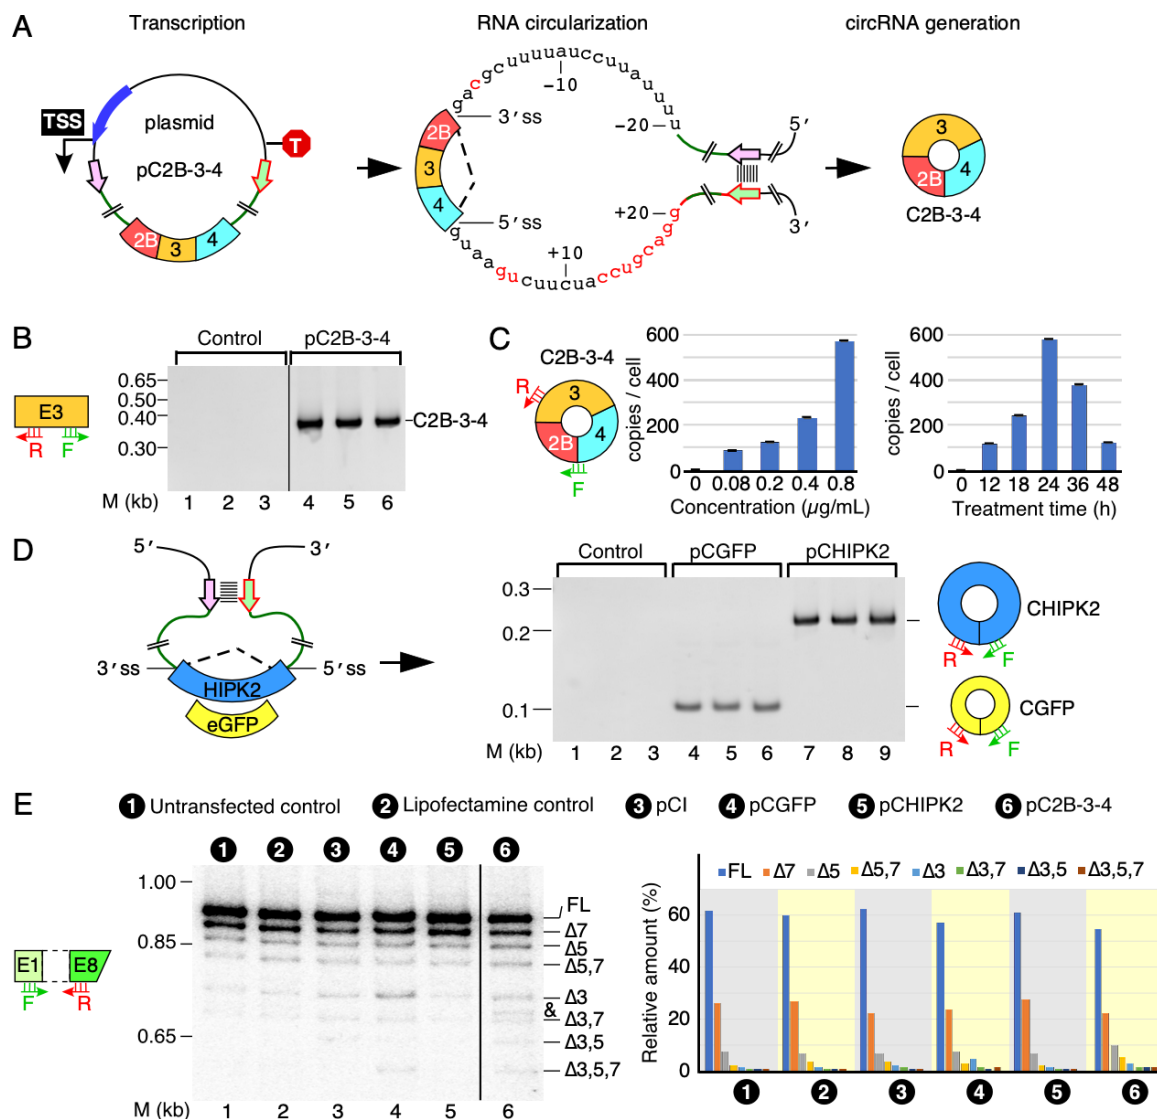 A
Transcription
RNA circularization
circRNA generation
TSS
plasmid
pC2B-3-4
T
2B
3
4
gacgcuuuuauccuuauuuu
-10
-20
3'ss
2B
3
4
5'ss
5'
3'
+20
+10
guaagucuucuaccugcagg
3
2B
4
C2B-3-4
B
Control
pC2B-3-4
0.65
0.50
0.40
0.30
C2B-3-4
E3
R
F
M (kb)
1 2 3 4 5 6
C
C2B-3-4
R
3
2B
4
F
copies / cell
600
400
200
0
0 0.08 0.2 0.4 0.8
Concentration (µg/mL)
copies / cell
600
400
200
0
0 12 18 24 36 48
Treatment time (h)
D
5'
3'
3'ss
5'ss
HIPK2
eGFP
Control
pCGFP
pCHIPK2
0.3
0.2
0.1
M (kb)
1 2 3 4 5 6 7 8 9
CHIPK2
R
F
CGFP
R
F
E
1 Untransfected control
2 Lipofectamine control
3 pCI
4 pCGFP
5 pCHIPK2
6 pC2B-3-4
1 2 3 4 5 6
1.00
0.85
0.65
FL
Δ7
Δ5
Δ5,7
Δ3
&
Δ3,7
Δ3,5
Δ3,5,7
E1
E8
F
R
M (kb)
1 2 3 4 5 6
FL Δ7 Δ5 Δ5,7 Δ3 Δ3,7 Δ3,5 Δ3,5,7
Relative amount (%)
60
40
20
0
1 2 3 4 5 6